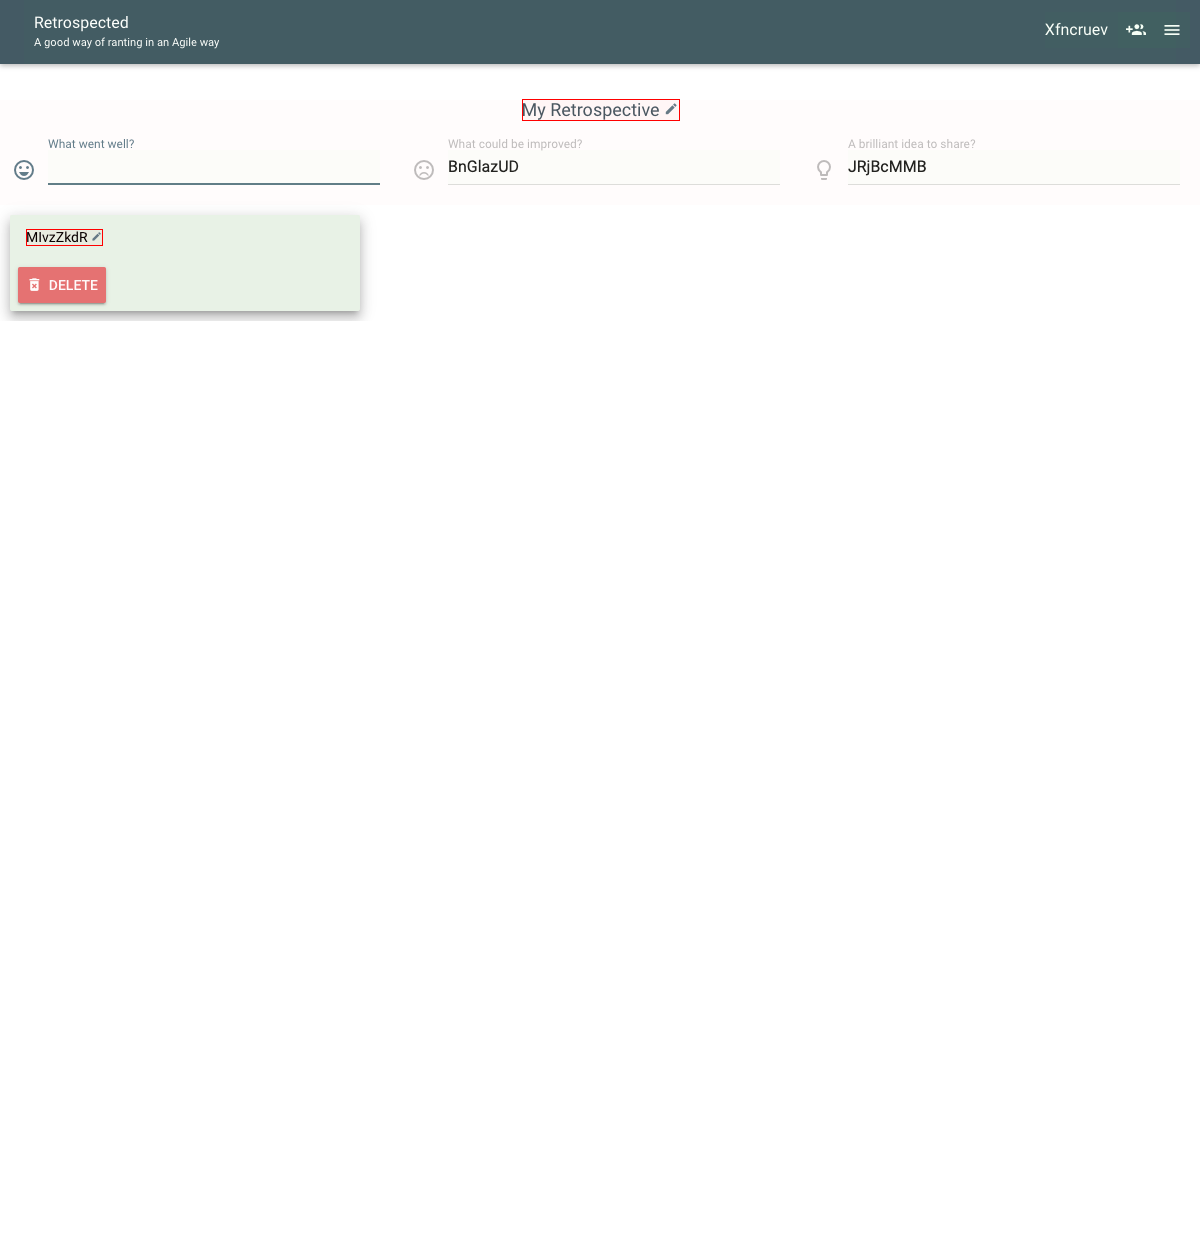 Retrospected
A good way of ranting in an Agile way
Xfncruev
My Retrospective
What went well?
What could be improved?
BnGlazUD
A brilliant idea to share?
JRjBcMMB
MIvzZkdR
DELETE